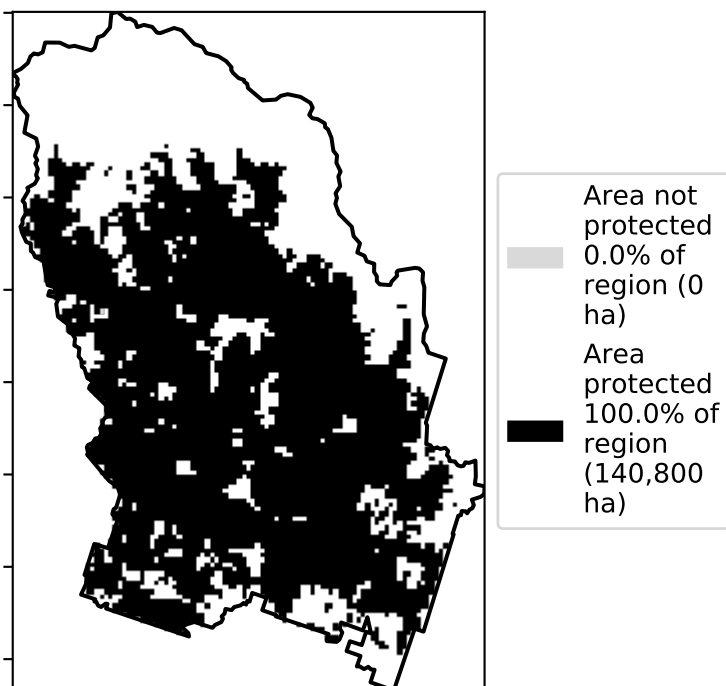 Area not
protected
0.0% of
region (0
ha)
Area
protected
100.0% of
region
(140,800
ha)